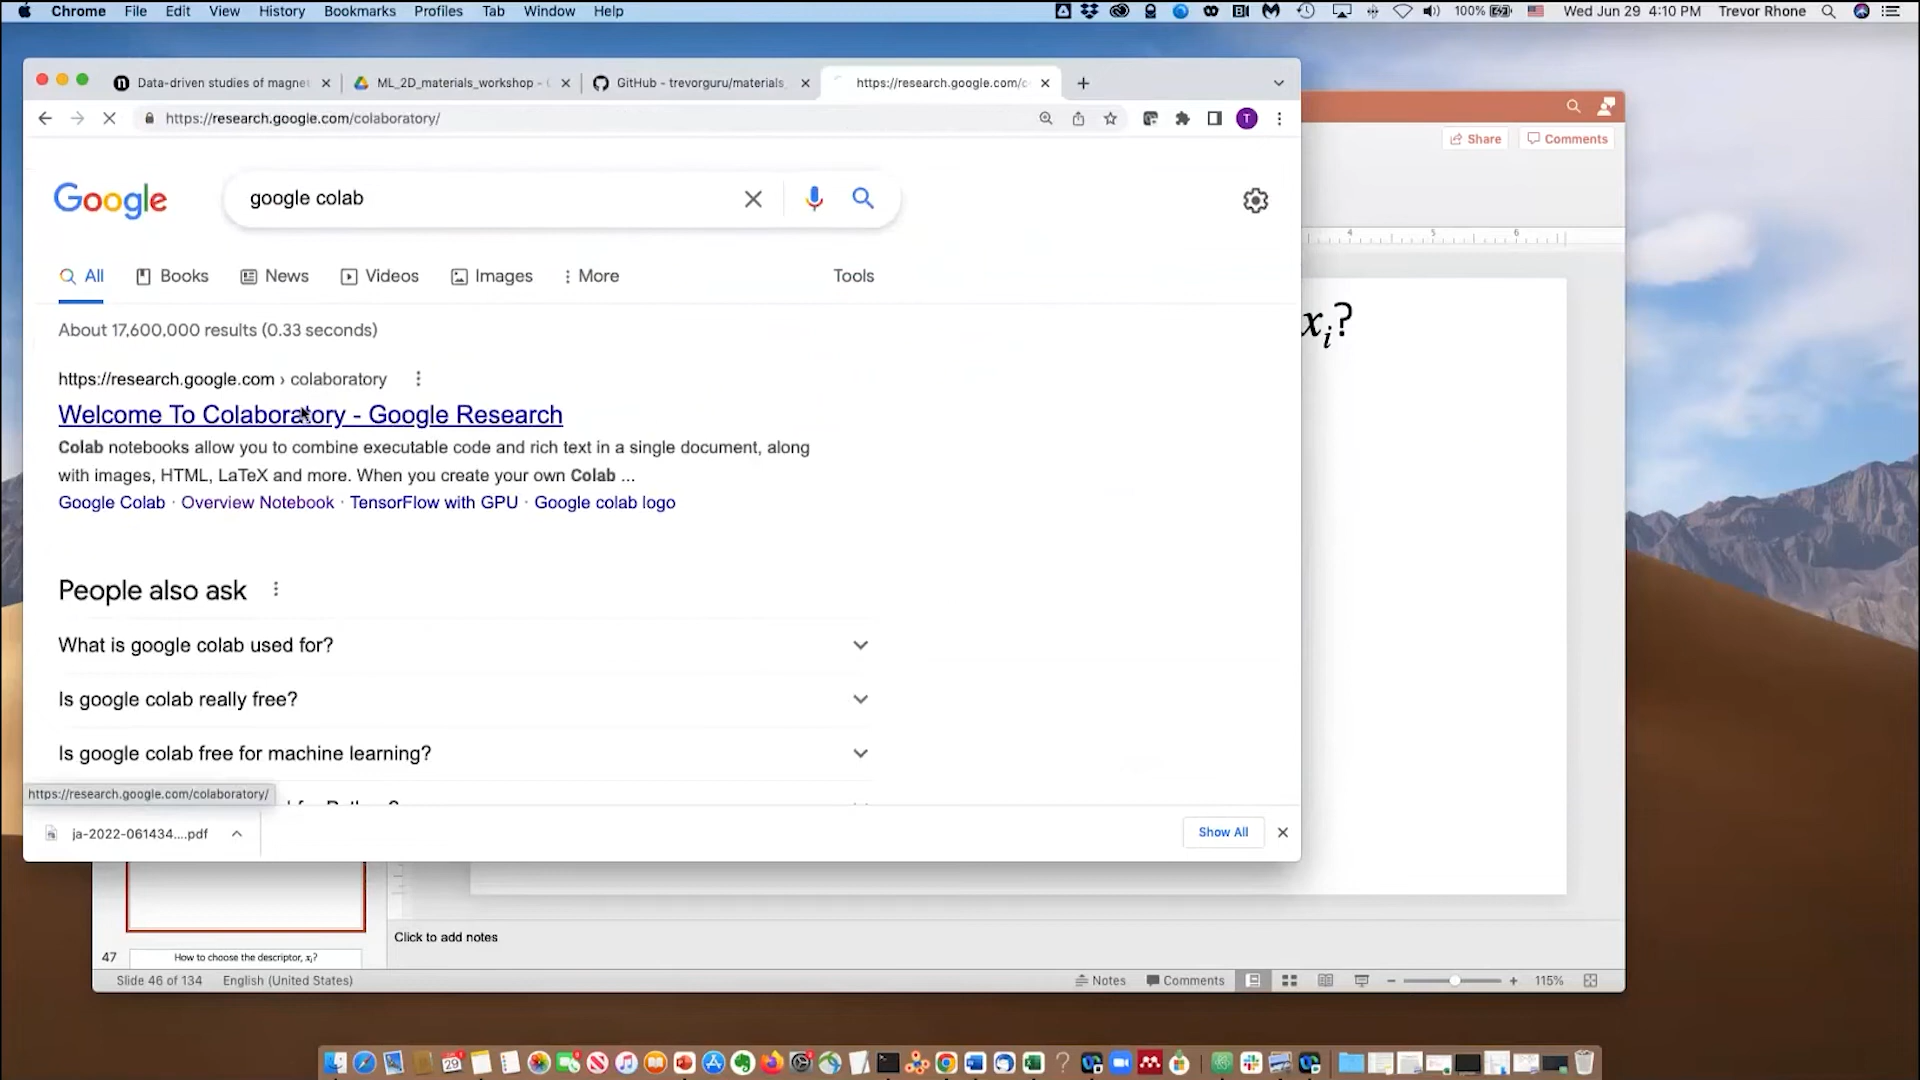 Chrome File Edit View History Bookmarks Profiles Tab Window Help
100% Wed Jun 29 4:10 PM Trevor Rhone
Data-driven studies of magnet
ML_2D_materials_workshop - (
GitHub - trevorguru/materials_
https://research.google.com/c
https://research.google.com/colaboratory/
T
Share
Comments
Google
google colab
All
Books
News
Videos
Images
More
Tools
4 5 6
xi?
About 17,600,000 results (0.33 seconds)
https://research.google.com › colaboratory
Welcome To Colaboratory - Google Research
Colab notebooks allow you to combine executable code and rich text in a single document, along
with images, HTML, LaTeX and more. When you create your own Colab ...
Google Colab · Overview Notebook · TensorFlow with GPU · Google colab logo
People also ask
What is google colab used for?
Is google colab really free?
Is google colab free for machine learning?
https://research.google.com/colaboratory/
ja-2022-061434....pdf
Show All
Click to add notes
47
How to choose the descriptor, xi?
Slide 46 of 134
English (United States)
Notes
Comments
115%